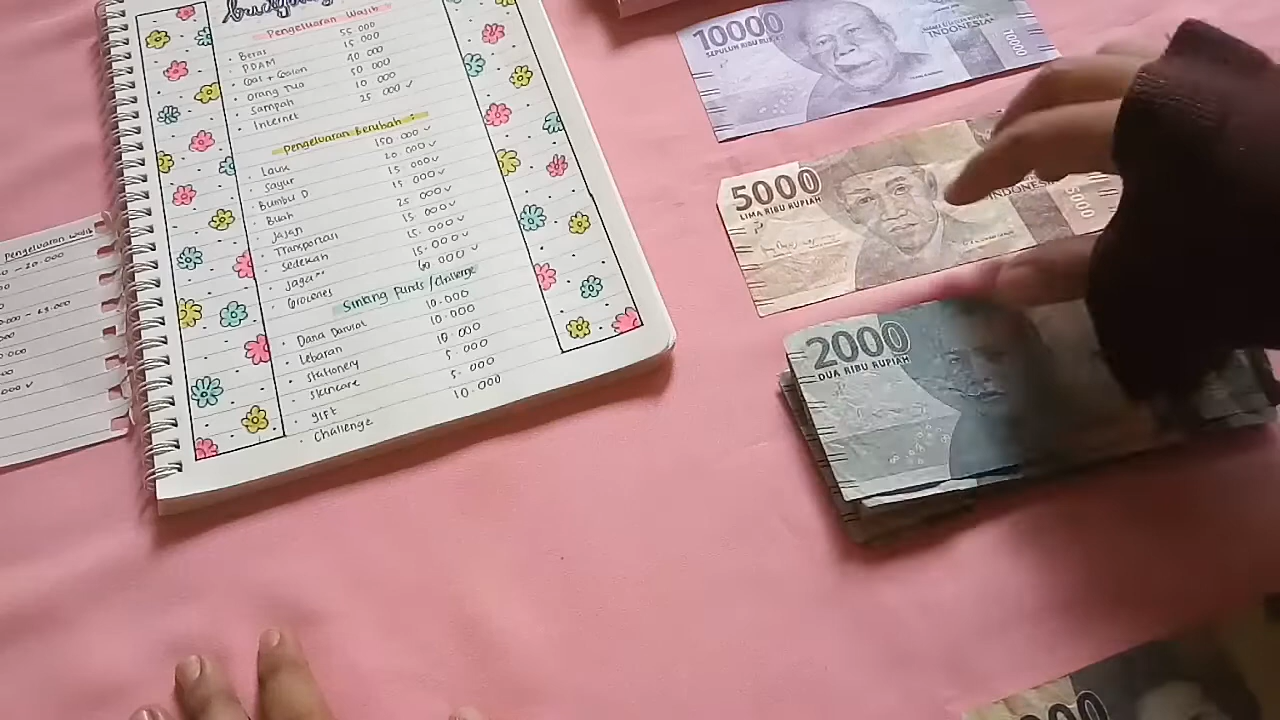 Pengeluaran Wajib
Beras 55 000
PDAM 15 000
Gas + Galon 40 000
Orang Tua 50 000
Sampah 10 000
Internet 25 000 ✓
Pengeluaran Berubah :
Lauk 150 000 ✓
Sayur 20 000 ✓
Bumbu D 15 000 ✓
Buah 15 000 ✓
Jajan 25 000 ✓
Transportasi 15 000 ✓
Sedekah 15.000 ✓
Jaga² 15.000 ✓
Groceries 60 000 ✓
Sinking Funds / Challenge
Dana Darurat 10.000
Lebaran 10.000
Stationery 10.000
Skincare 5 000
Gift 5.000
Challenge 10.000
Pengeluaran Wajib
10000
SEPULUH RIBU RUPIAH
INDONESIA
10000
5000
LIMA RIBU RUPIAH
INDONESIA
5000
2000
DUA RIBU RUPIAH